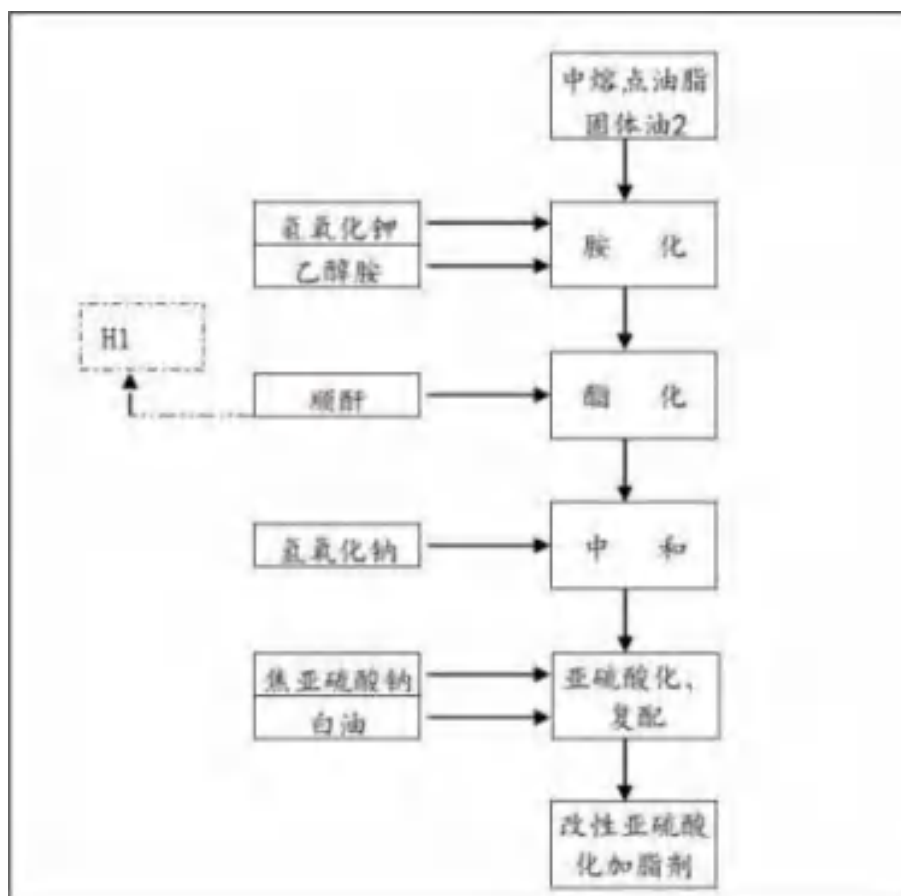 中熔点油脂
固体油2
氢氧化钾
乙醇胺
胺 化
H1
顺酐
酯 化
氢氧化钠
中 和
焦亚硫酸钠
白油
亚硫酸化、
复配
改性亚硫酸
化加脂剂